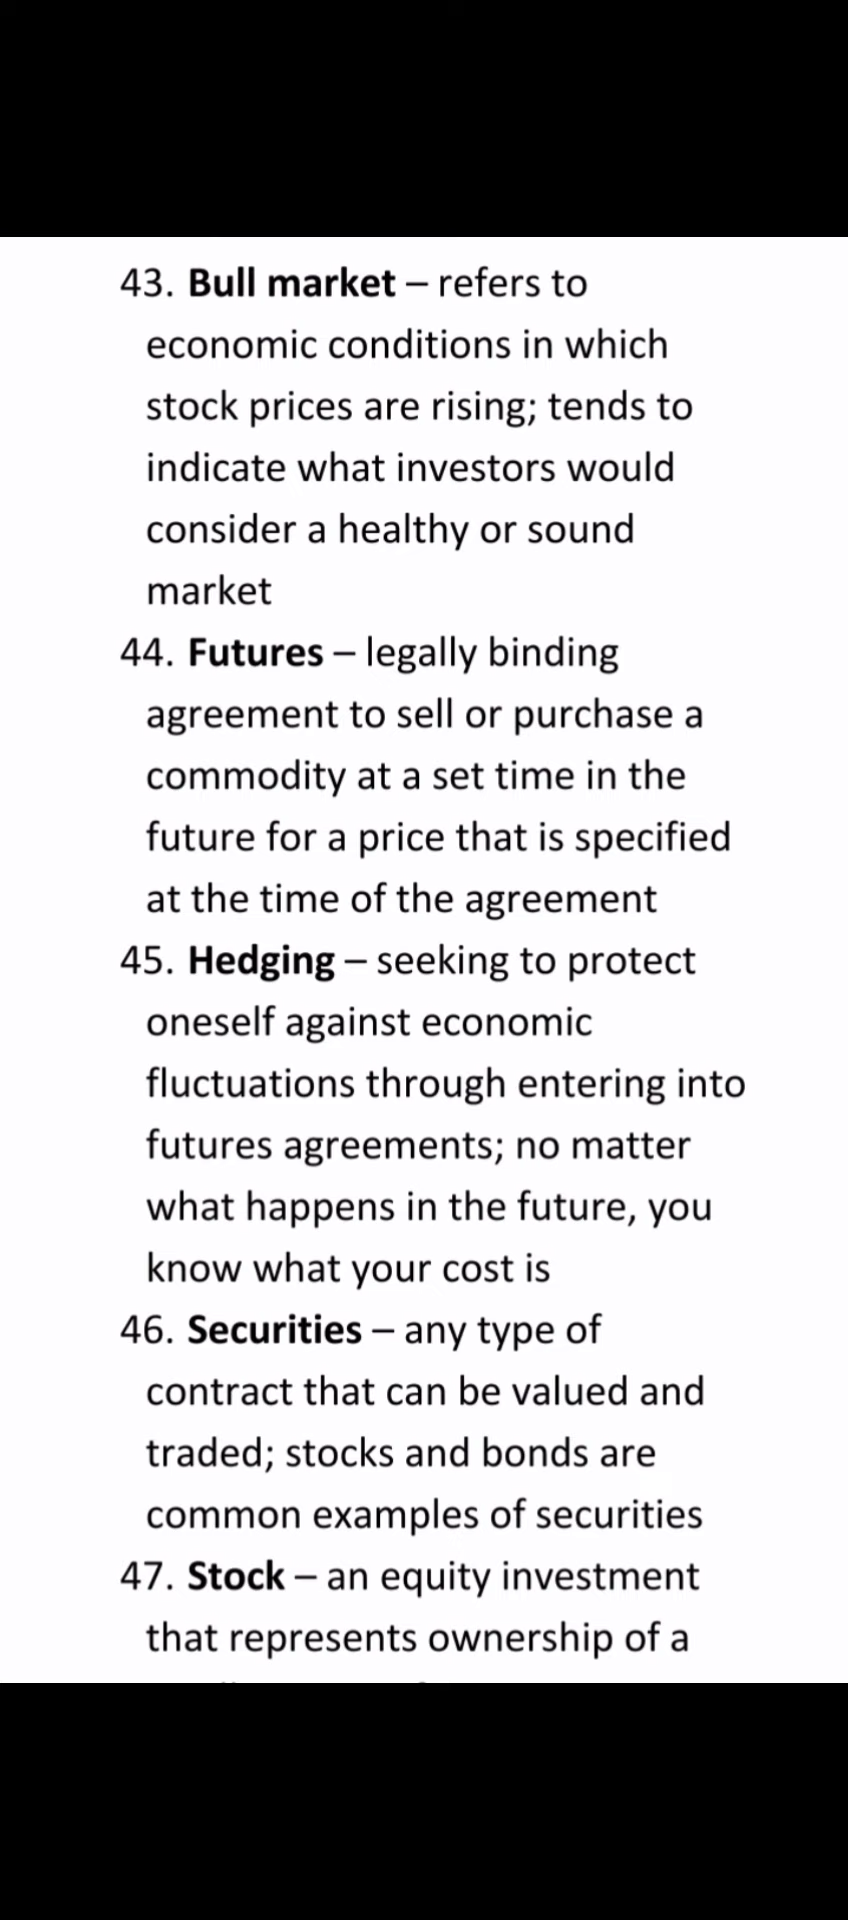 43. Bull market – refers to
economic conditions in which
stock prices are rising; tends to
indicate what investors would
consider a healthy or sound
market
44. Futures – legally binding
agreement to sell or purchase a
commodity at a set time in the
future for a price that is specified
at the time of the agreement
45. Hedging – seeking to protect
oneself against economic
fluctuations through entering into
futures agreements; no matter
what happens in the future, you
know what your cost is
46. Securities – any type of
contract that can be valued and
traded; stocks and bonds are
common examples of securities
47. Stock – an equity investment
that represents ownership of a